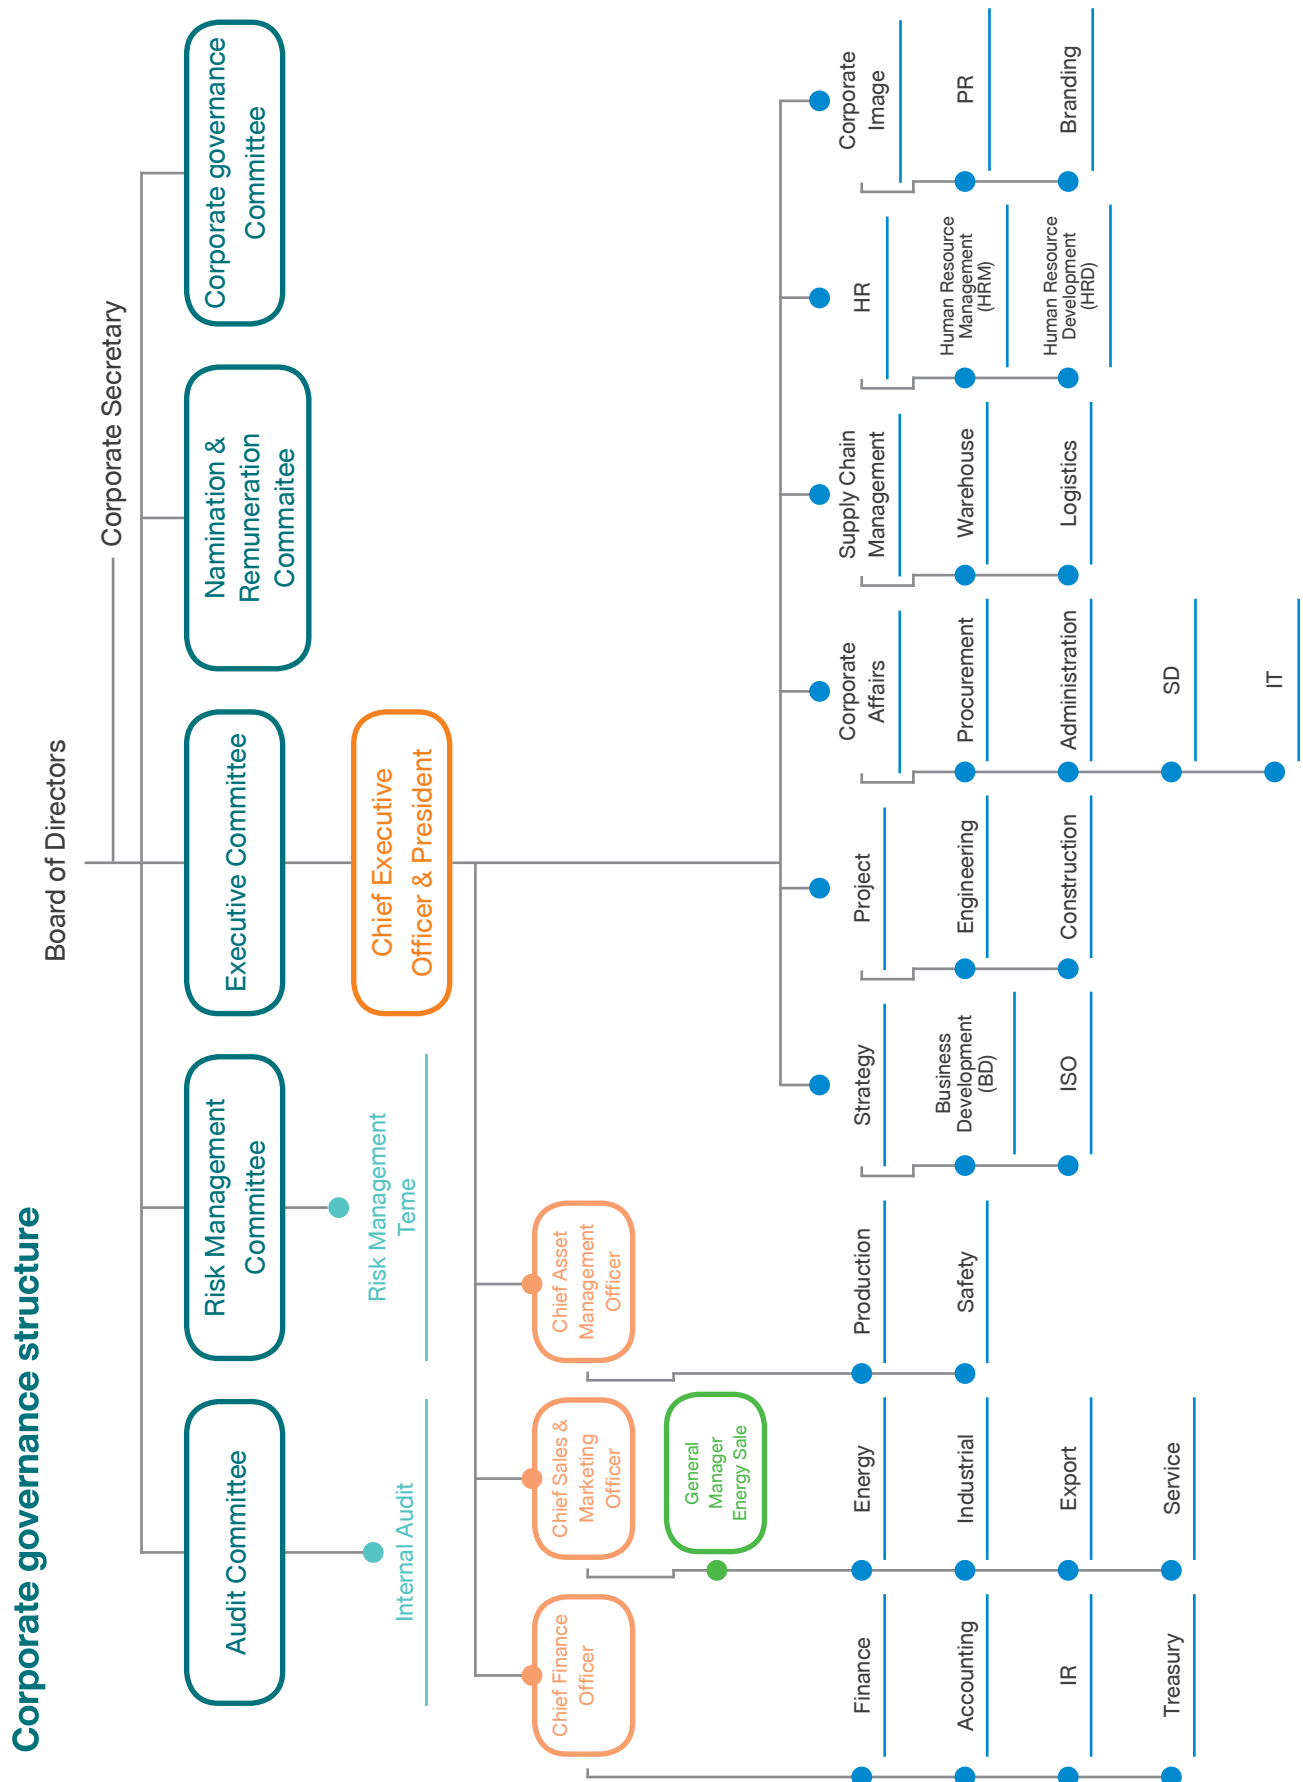 Corporate governance structure
Board of Directors
Corporate Secretary
Audit Committee
Risk Management
Committee
Executive Committee
Namination &
Remuneration
Commaitee
Corporate governance
Committee
Internal Audit
Risk Management
Teme
Chief Executive
Officer & President
Chief Finance
Officer
Chief Sales &
Marketing
Officer
Chief Asset
Management
Officer
General
Manager
Energy Sale
Finance
Accounting
IR
Treasury
Energy
Industrial
Export
Service
Production
Safety
Strategy
Business
Development
(BD)
ISO
Project
Engineering
Construction
Corporate
Affairs
Procurement
Administration
SD
IT
Supply Chain
Management
Warehouse
Logistics
HR
Human Resource
Management
(HRM)
Human Resource
Development
(HRD)
Corporate
Image
PR
Branding